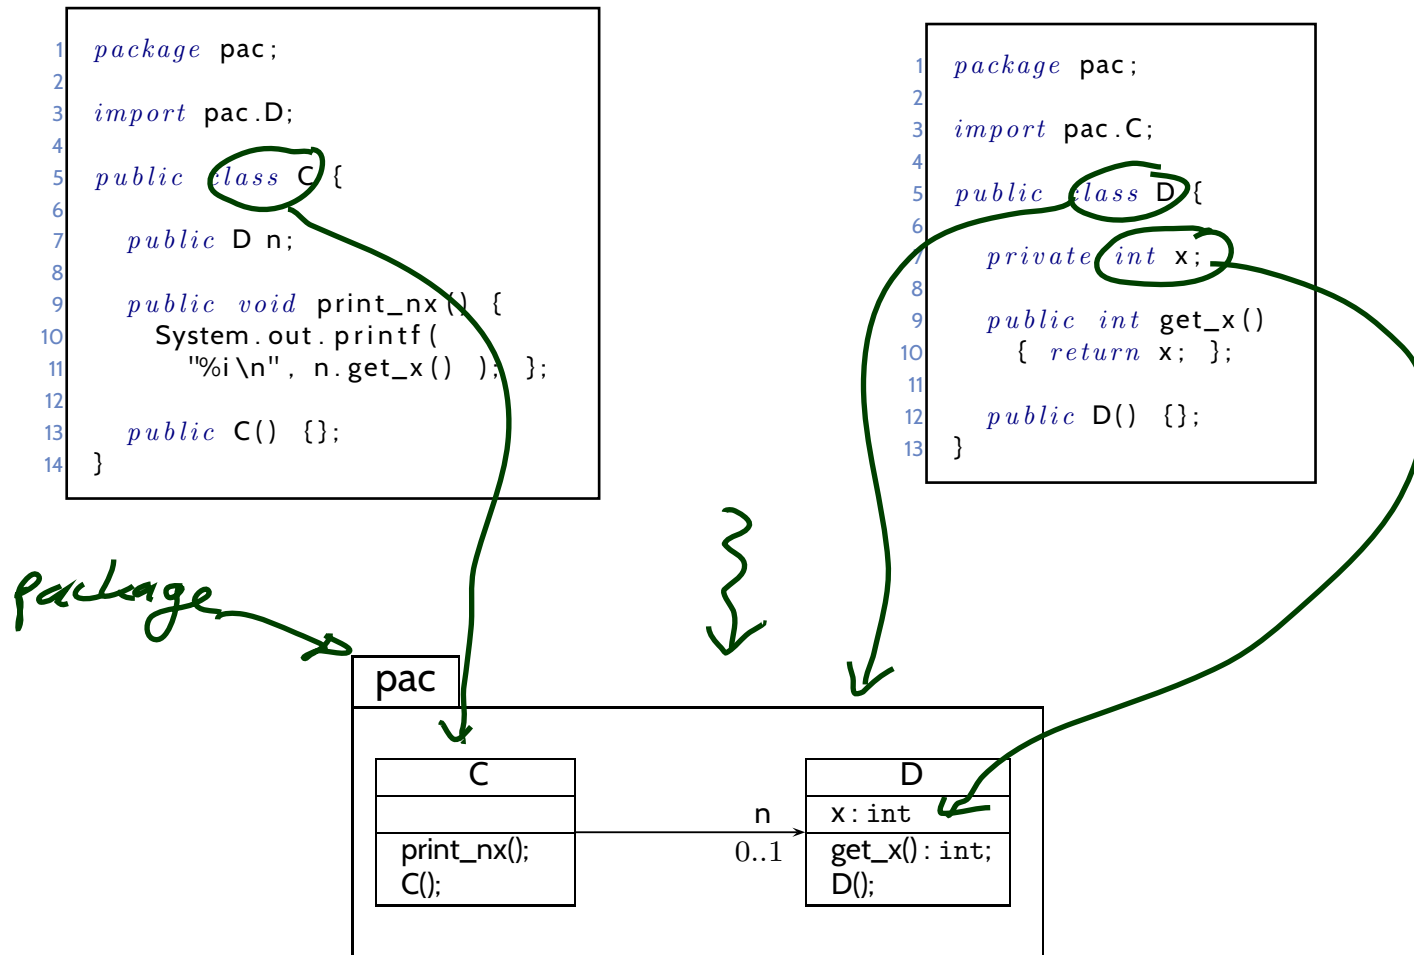 1 package pac;
2
3 import pac.D;
4
5 public class C {
6
7 public D n;
8
9 public void print_nx() {
10 System.out.printf(
11 "%i\n", n.get_x() ); };
12
13 public C() {};
14 }
1 package pac;
2
3 import pac.C;
4
5 public class D {
6
7 private int x;
8
9 public int get_x()
10 { return x; };
11
12 public D() {};
13 }
package
pac
C
print_nx();
C();
n
0..1
D
x : int
get_x() : int;
D();